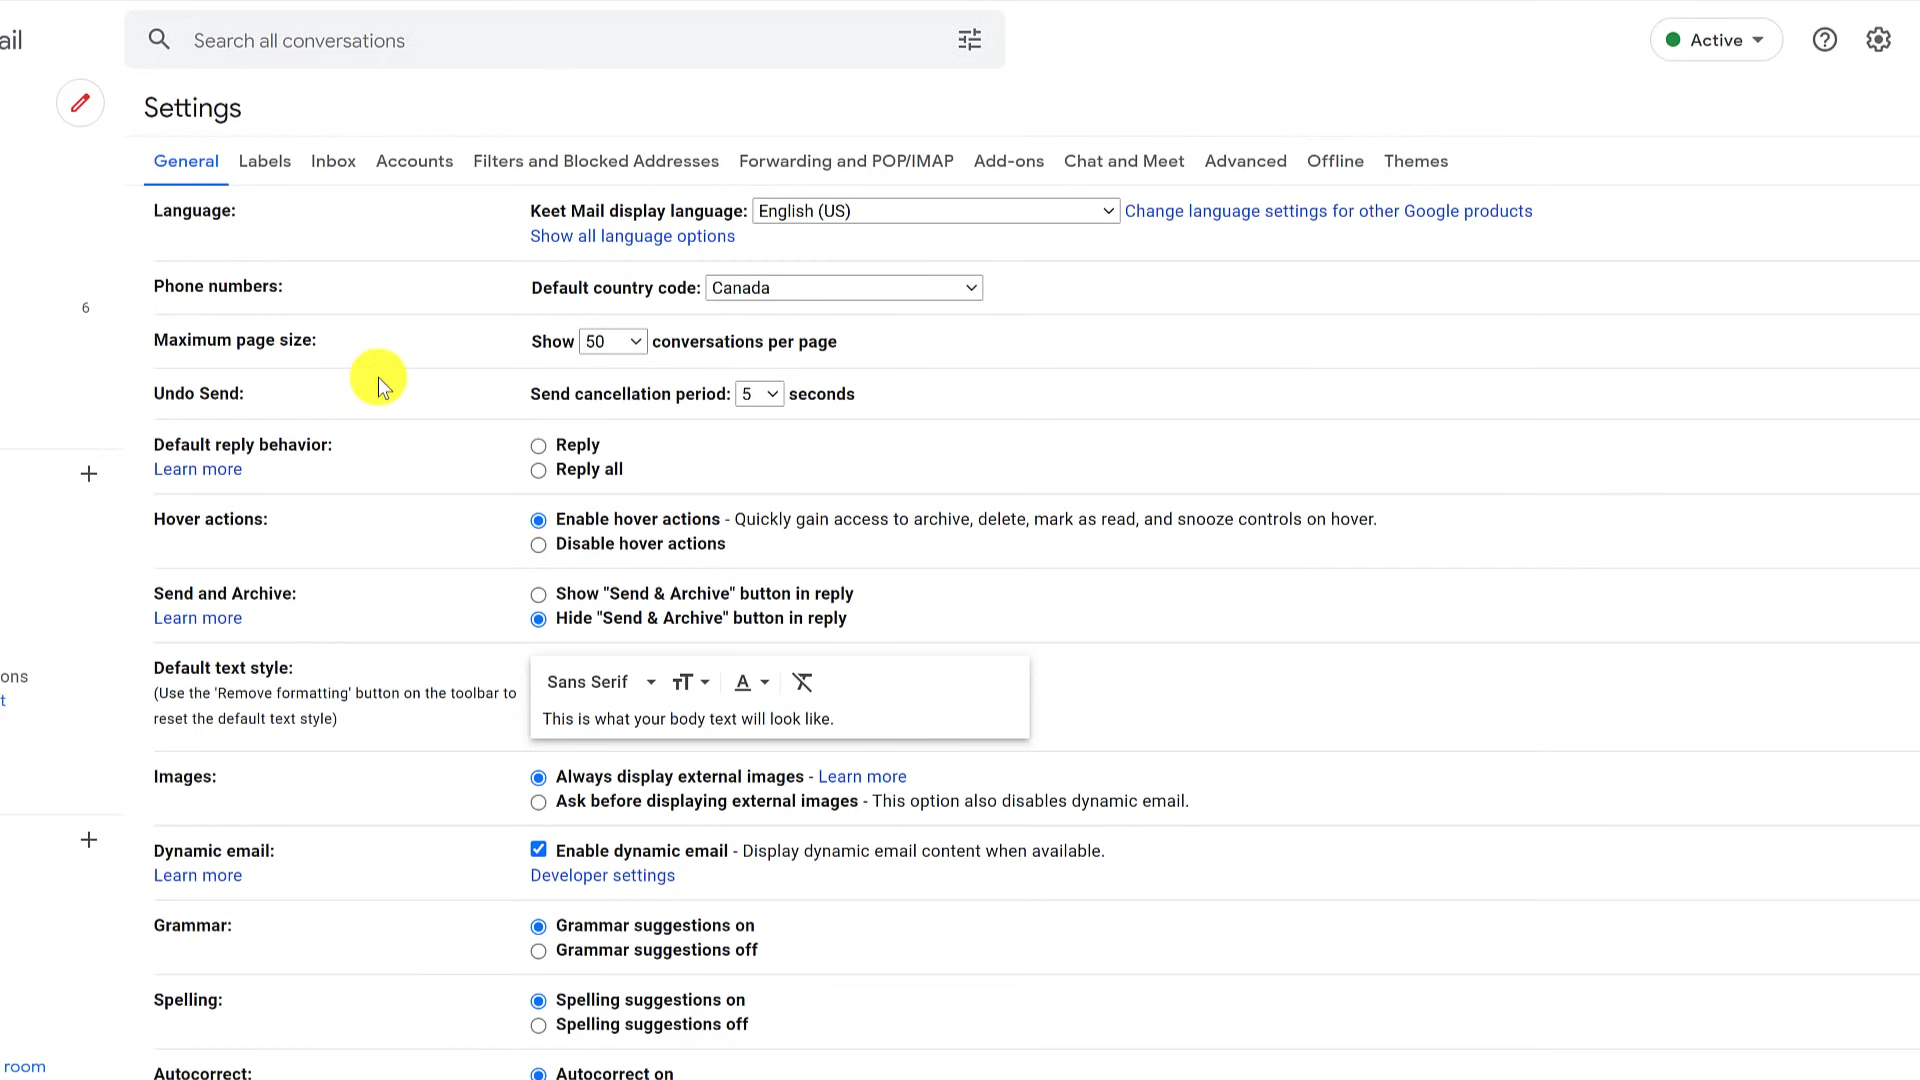 ail
Search all conversations
Active
Settings
General Labels Inbox Accounts Filters and Blocked Addresses Forwarding and POP/IMAP Add-ons Chat and Meet Advanced Offline Themes
Language: Keet Mail display language: English (US) Change language settings for other Google products
Show all language options
Phone numbers: Default country code: Canada
6
Maximum page size: Show 50 conversations per page
Undo Send: Send cancellation period: 5 seconds
Default reply behavior: Reply
Learn more Reply all
Hover actions: Enable hover actions - Quickly gain access to archive, delete, mark as read, and snooze controls on hover.
Disable hover actions
Send and Archive: Show "Send & Archive" button in reply
Learn more Hide "Send & Archive" button in reply
Default text style:
(Use the 'Remove formatting' button on the toolbar to
reset the default text style)
Sans Serif
This is what your body text will look like.
ons
t
Images: Always display external images - Learn more
Ask before displaying external images - This option also disables dynamic email.
Dynamic email: Enable dynamic email - Display dynamic email content when available.
Learn more Developer settings
Grammar: Grammar suggestions on
Grammar suggestions off
Spelling: Spelling suggestions on
Spelling suggestions off
room
Autocorrect: Autocorrect on